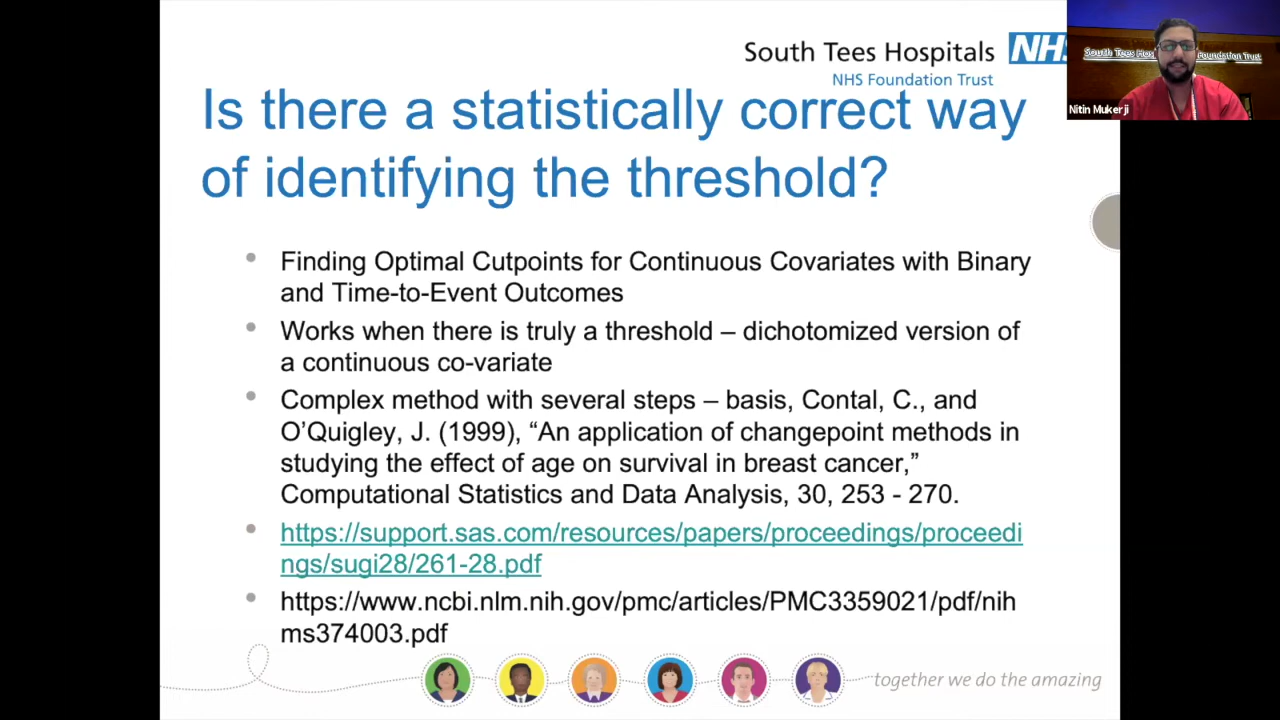 South Tees Hospitals NHS
NHS Foundation Trust
South Tees Hos Foundation Trust
Nitin Mukerji
Is there a statistically correct way
of identifying the threshold?
• Finding Optimal Cutpoints for Continuous Covariates with Binary
and Time-to-Event Outcomes
• Works when there is truly a threshold – dichotomized version of
a continuous co-variate
• Complex method with several steps – basis, Contal, C., and
O’Quigley, J. (1999), “An application of changepoint methods in
studying the effect of age on survival in breast cancer,”
Computational Statistics and Data Analysis, 30, 253 - 270.
• https://support.sas.com/resources/papers/proceedings/proceedi
ngs/sugi28/261-28.pdf
• https://www.ncbi.nlm.nih.gov/pmc/articles/PMC3359021/pdf/nih
ms374003.pdf
together we do the amazing